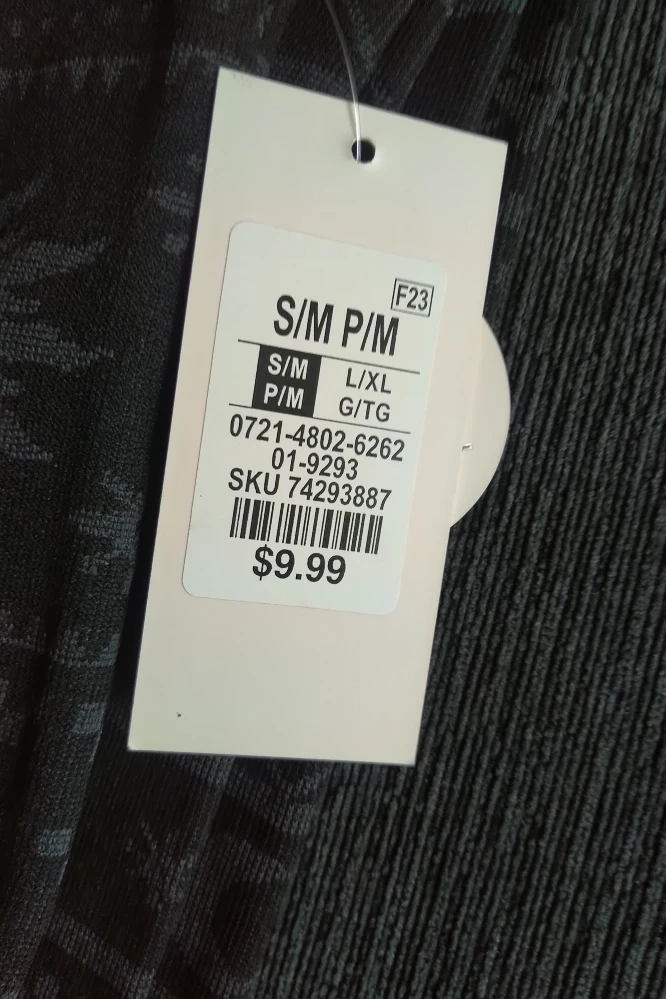 F23
S/M P/M
S/M L/XL
P/M G/TG
0721-4802-6262
01-9293
SKU 74293887
$9.99